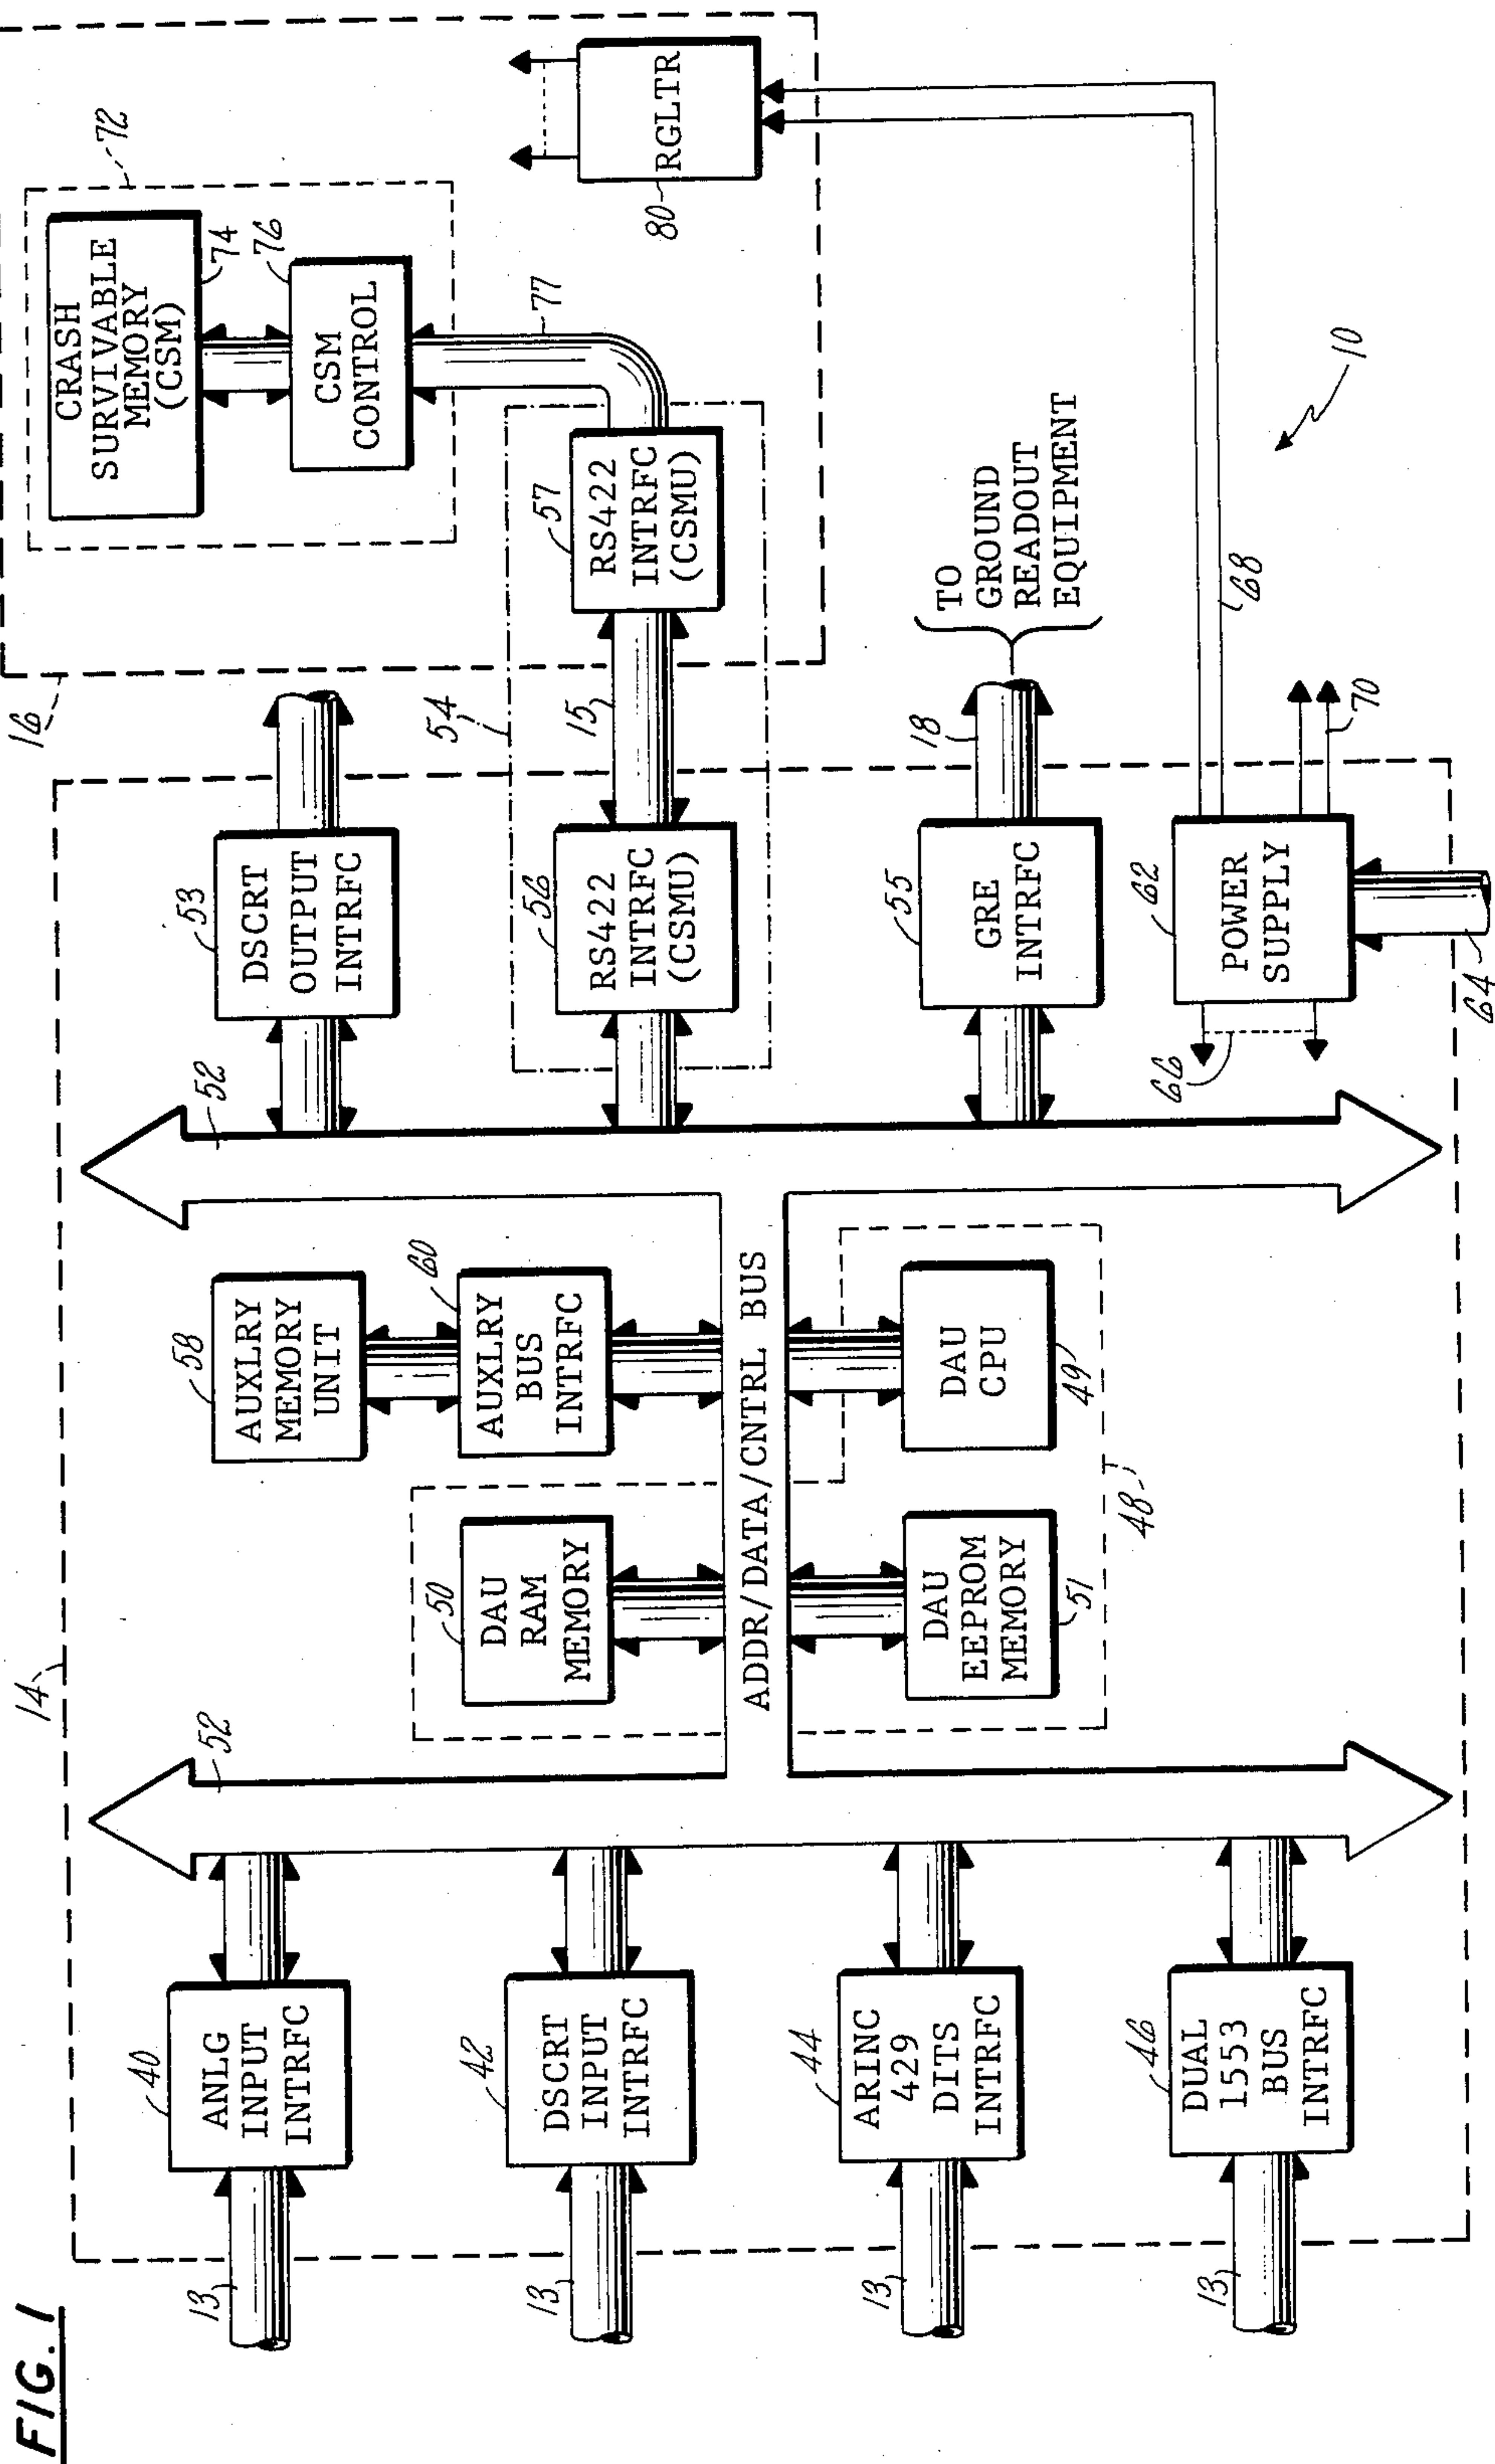 FIG. 1
14
16
10
13
40
ANLG
INPUT
INTRFC
13
42
DSCRT
INPUT
INTRFC
13
44
ARINC
429
DITS
INTRFC
13
46
DUAL
1553
BUS
INTRFC
52
50
DAU
RAM
MEMORY
58
AUXLRY
MEMORY
UNIT
60
AUXLRY
BUS
INTRFC
ADDR/DATA/CNTRL BUS
DAU
EEPROM
MEMORY
51
DAU
CPU
49
48
52
53
DSCRT
OUTPUT
INTRFC
54
56
RS422
INTRFC
(CSMU)
15
57
RS422
INTRFC
(CSMU)
55
GRE
INTRFC
18
TO
GROUND
READOUT
EQUIPMENT
62
POWER
SUPPLY
64
66
68
70
72
CRASH
SURVIVABLE
MEMORY
(CSM)
74
76
CSM
CONTROL
77
80
RGLTR